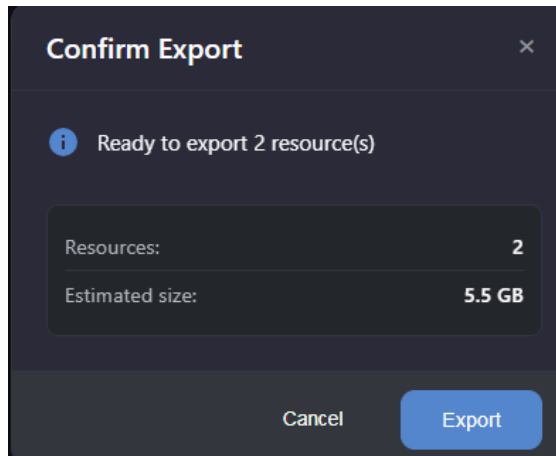 Confirm Export ×
Ready to export 2 resource(s)
Resources: 2
Estimated size: 5.5 GB
Cancel Export